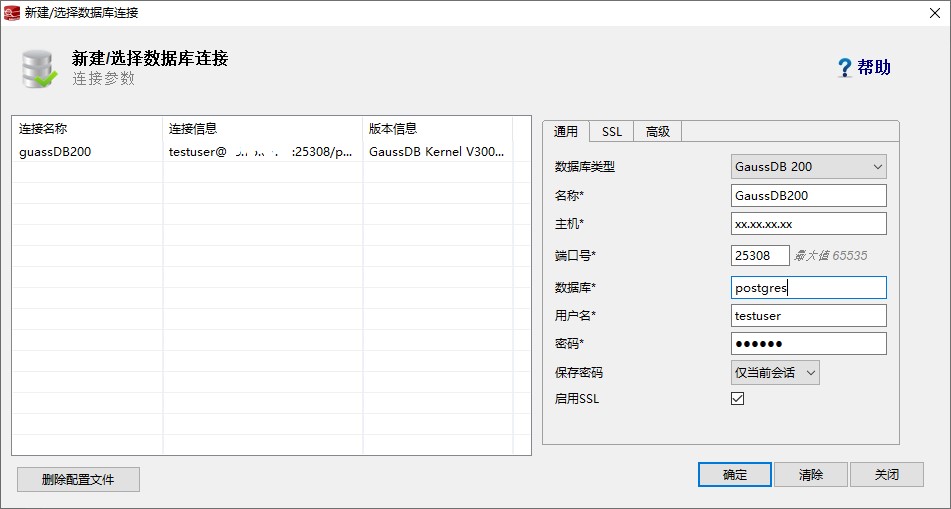 新建/选择数据库连接
新建/选择数据库连接
连接参数
? 帮助
连接名称 连接信息 版本信息
guassDB200 testuser@ :25308/p... GaussDB Kernel V300...
通用 SSL 高级
数据库类型 GaussDB 200
名称* GaussDB200
主机* xx.xx.xx.xx
端口号* 25308 最大值 65535
数据库* postgres
用户名* testuser
密码* ●●●●●●
保存密码 仅当前会话
启用SSL
删除配置文件 确定 清除 关闭